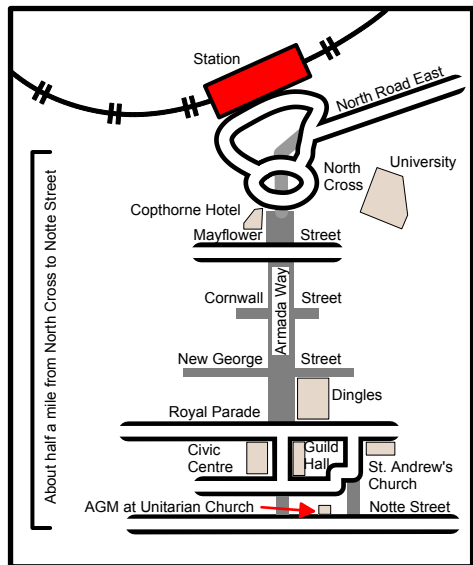 Station
North Road East
University
North
Cross
Copthorne Hotel
Mayflower Street
Armada Way
Cornwall Street
New George Street
Dingles
Royal Parade
Civic
Centre
Guild
Hall
St. Andrew's
Church
AGM at Unitarian Church
Notte Street
About half a mile from North Cross to Notte Street